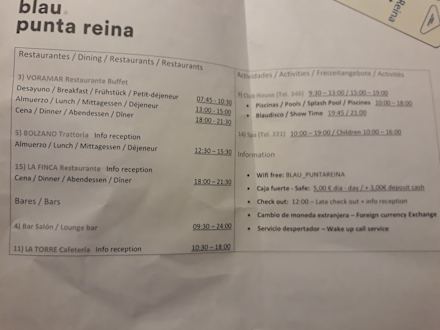 blau
punta reina
Reina
Restaurantes / Dining / Restaurants / Restaurants
3) VORAMAR Restaurante Buffet
Desayuno / Breakfast / Frühstück / Petit-déjeuner 07:45 - 10:30
Almuerzo / Lunch / Mittagessen / Déjeuner 13:00 - 15:00
Cena / Dinner / Abendessen / Dîner 18:00 - 21:30
5) BOLZANO Trattoria Info reception
Almuerzo / Lunch / Mittagessen / Déjeuner 12:30 – 15:30
15) LA FINCA Restaurante Info reception
Cena / Dinner / Abendessen / Dîner 18:00 – 21:30
Bares / Bars
4) Bar Salón / Lounge bar 09:30 – 24:00
11) LA TORRE Cafetería Info reception 10:30 – 18:00
Actividades / Activities / Freizeitangebote / Activités
Club House (Tel. 346) 9:30 – 13:00 / 15:00 – 19:00
• Piscinas / Pools / Splash Pool / Piscines 10:00 – 18:00
• Blaudisco / Show Time 19:45 / 21:00
Spa (Tel. 331) 10:00 – 19:00 / Children 10:00 – 16:00
Information
• Wifi free: BLAU_PUNTAREINA
• Caja fuerte - Safe: 5,00 € día - day / + 3,00€ deposit cash
• Check out: 12:00 – Late check out + info reception
• Cambio de moneda extranjera – Foreign currency Exchange
• Servicio despertador – Wake up call service